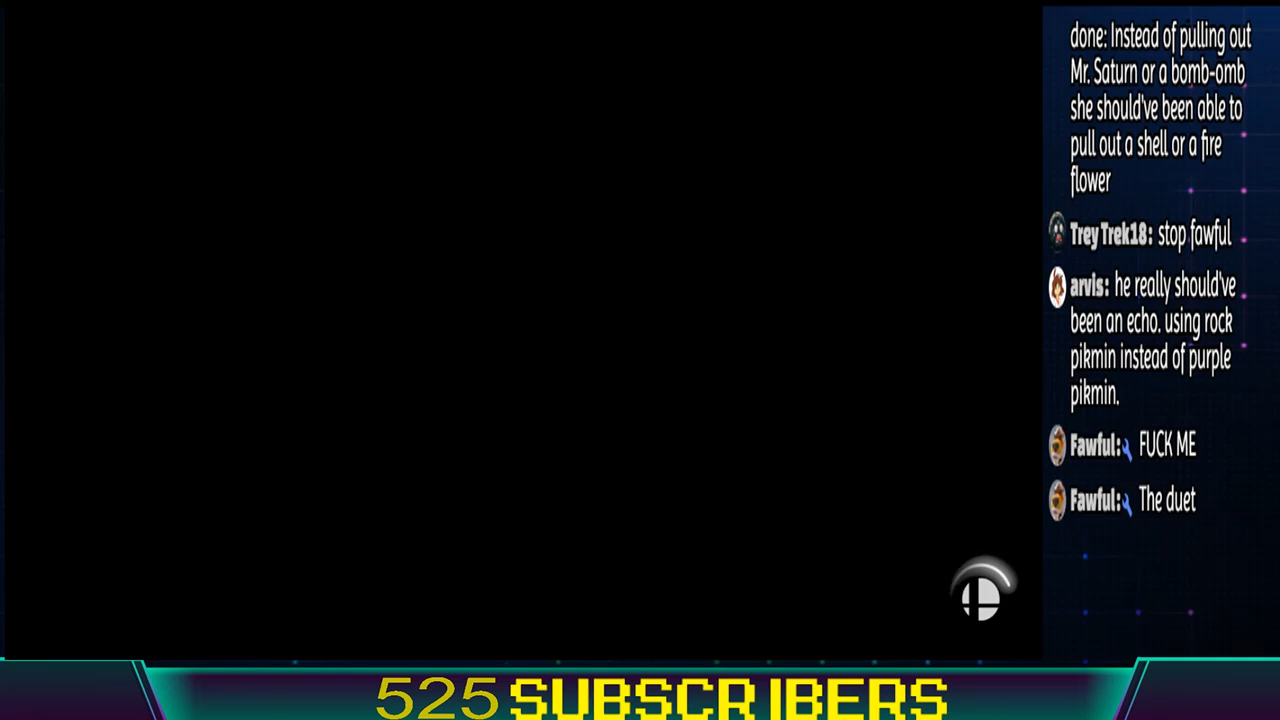 done: Instead of pulling out
Mr. Saturn or a bomb-omb
she should've been able to
pull out a shell or a fire
flower
TreyTrek18: stop fawful
arvis: he really should've
been an echo. using rock
pikmin instead of purple
pikmin.
Fawful: FUCK ME
Fawful: The duet
525 SUBSCRIBERS